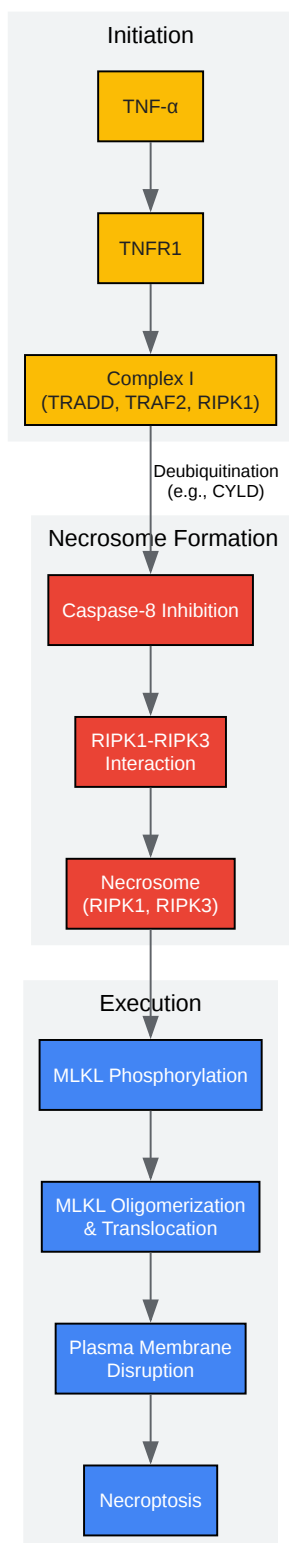 Initiation
TNF-α
TNFR1
Complex I
(TRADD, TRAF2, RIPK1)
Deubiquitination
(e.g., CYLD)
Necrosome Formation
Caspase-8 Inhibition
RIPK1-RIPK3
Interaction
Necrosome
(RIPK1, RIPK3)
Execution
MLKL Phosphorylation
MLKL Oligomerization
& Translocation
Plasma Membrane
Disruption
Necroptosis